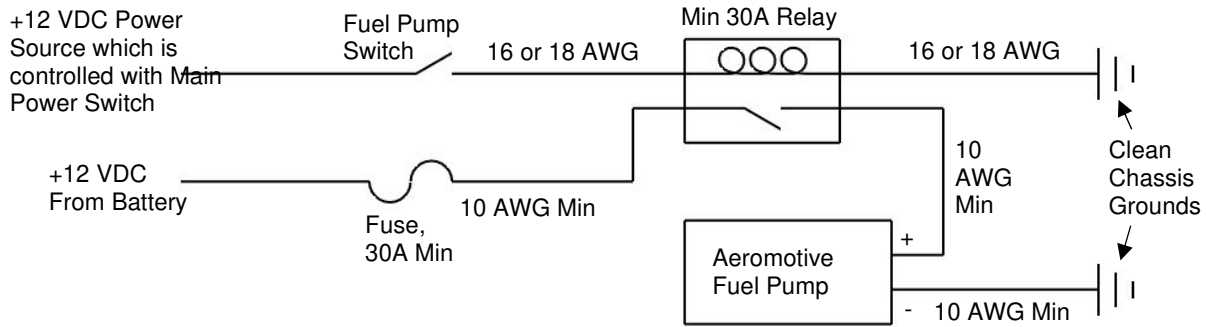 +12 VDC Power
Source which is
controlled with Main
Power Switch
Fuel Pump
Switch
16 or 18 AWG
Min 30A Relay
16 or 18 AWG
+12 VDC
From Battery
Fuse,
30A Min
10 AWG Min
10
AWG
Min
Clean
Chassis
Grounds
Aeromotive
Fuel Pump
+
-
10 AWG Min